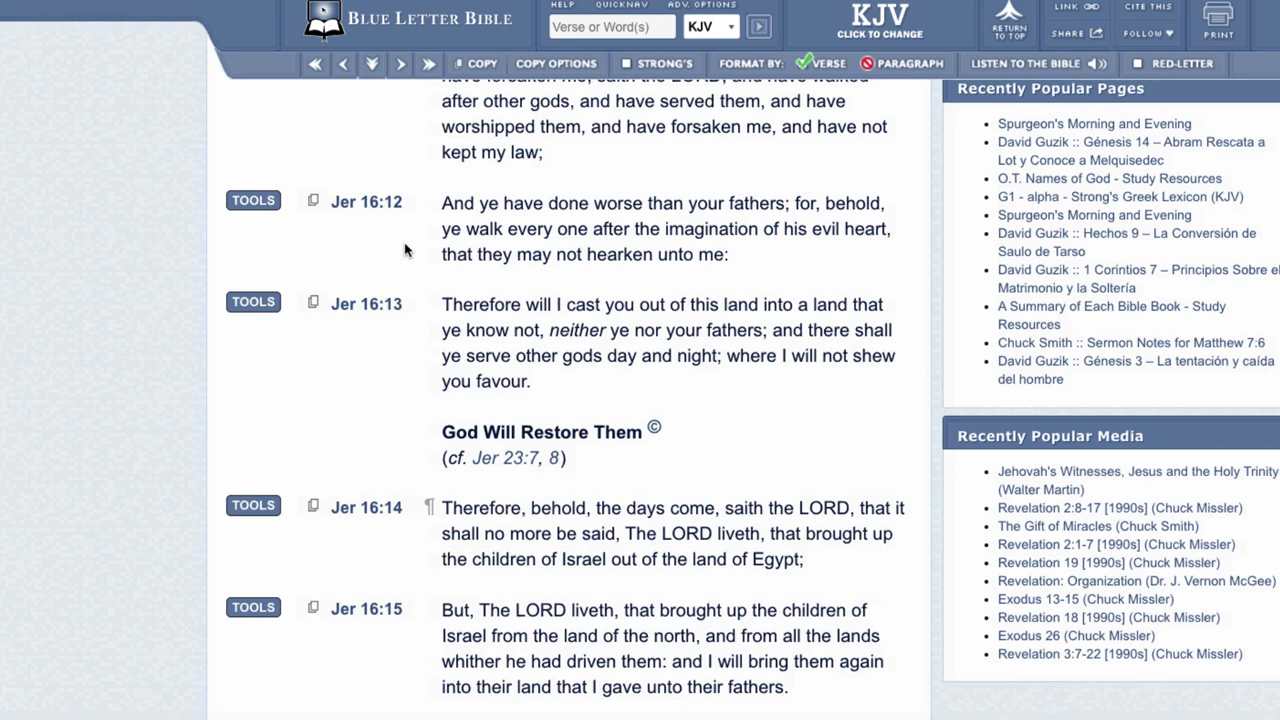 BLUE LETTER BIBLE
HELP QUICKNAV ADV. OPTIONS
Verse or Word(s)
KJV
KJV
CLICK TO CHANGE
RETURN
TO TOP
LINK
CITE THIS
SHARE
FOLLOW
PRINT
COPY
COPY OPTIONS
STRONG'S
FORMAT BY:
VERSE
PARAGRAPH
LISTEN TO THE BIBLE
RED-LETTER
have forsaken me, saith the LORD, and have walked
after other gods, and have served them, and have
worshipped them, and have forsaken me, and have not
kept my law;
TOOLS
Jer 16:12
And ye have done worse than your fathers; for, behold,
ye walk every one after the imagination of his evil heart,
that they may not hearken unto me:
TOOLS
Jer 16:13
Therefore will I cast you out of this land into a land that
ye know not, neither ye nor your fathers; and there shall
ye serve other gods day and night; where I will not shew
you favour.
God Will Restore Them ©
(cf. Jer 23:7, 8)
TOOLS
Jer 16:14
¶ Therefore, behold, the days come, saith the LORD, that it
shall no more be said, The LORD liveth, that brought up
the children of Israel out of the land of Egypt;
TOOLS
Jer 16:15
But, The LORD liveth, that brought up the children of
Israel from the land of the north, and from all the lands
whither he had driven them: and I will bring them again
into their land that I gave unto their fathers.
Recently Popular Pages
Spurgeon's Morning and Evening
David Guzik :: Génesis 14 – Abram Rescata a
Lot y Conoce a Melquisedec
O.T. Names of God - Study Resources
G1 - alpha - Strong's Greek Lexicon (KJV)
Spurgeon's Morning and Evening
David Guzik :: Hechos 9 – La Conversión de
Saulo de Tarso
David Guzik :: 1 Corintios 7 – Principios Sobre el
Matrimonio y la Soltería
A Summary of Each Bible Book - Study
Resources
Chuck Smith :: Sermon Notes for Matthew 7:6
David Guzik :: Génesis 3 – La tentación y caída
del hombre
Recently Popular Media
Jehovah's Witnesses, Jesus and the Holy Trinity
(Walter Martin)
Revelation 2:8-17 [1990s] (Chuck Missler)
The Gift of Miracles (Chuck Smith)
Revelation 2:1-7 [1990s] (Chuck Missler)
Revelation 19 [1990s] (Chuck Missler)
Revelation: Organization (Dr. J. Vernon McGee)
Exodus 13-15 (Chuck Missler)
Revelation 18 [1990s] (Chuck Missler)
Exodus 26 (Chuck Missler)
Revelation 3:7-22 [1990s] (Chuck Missler)